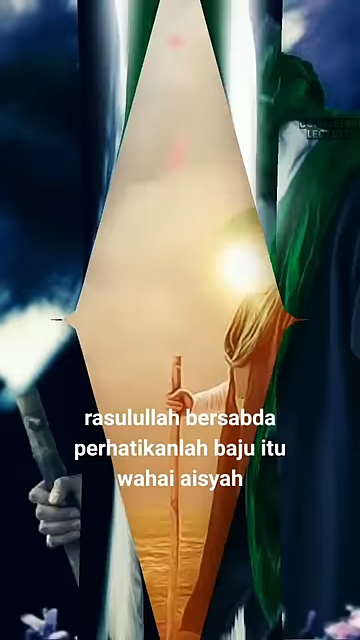 rasulullah bersabda
perhatikanlah baju itu
wahai aisyah